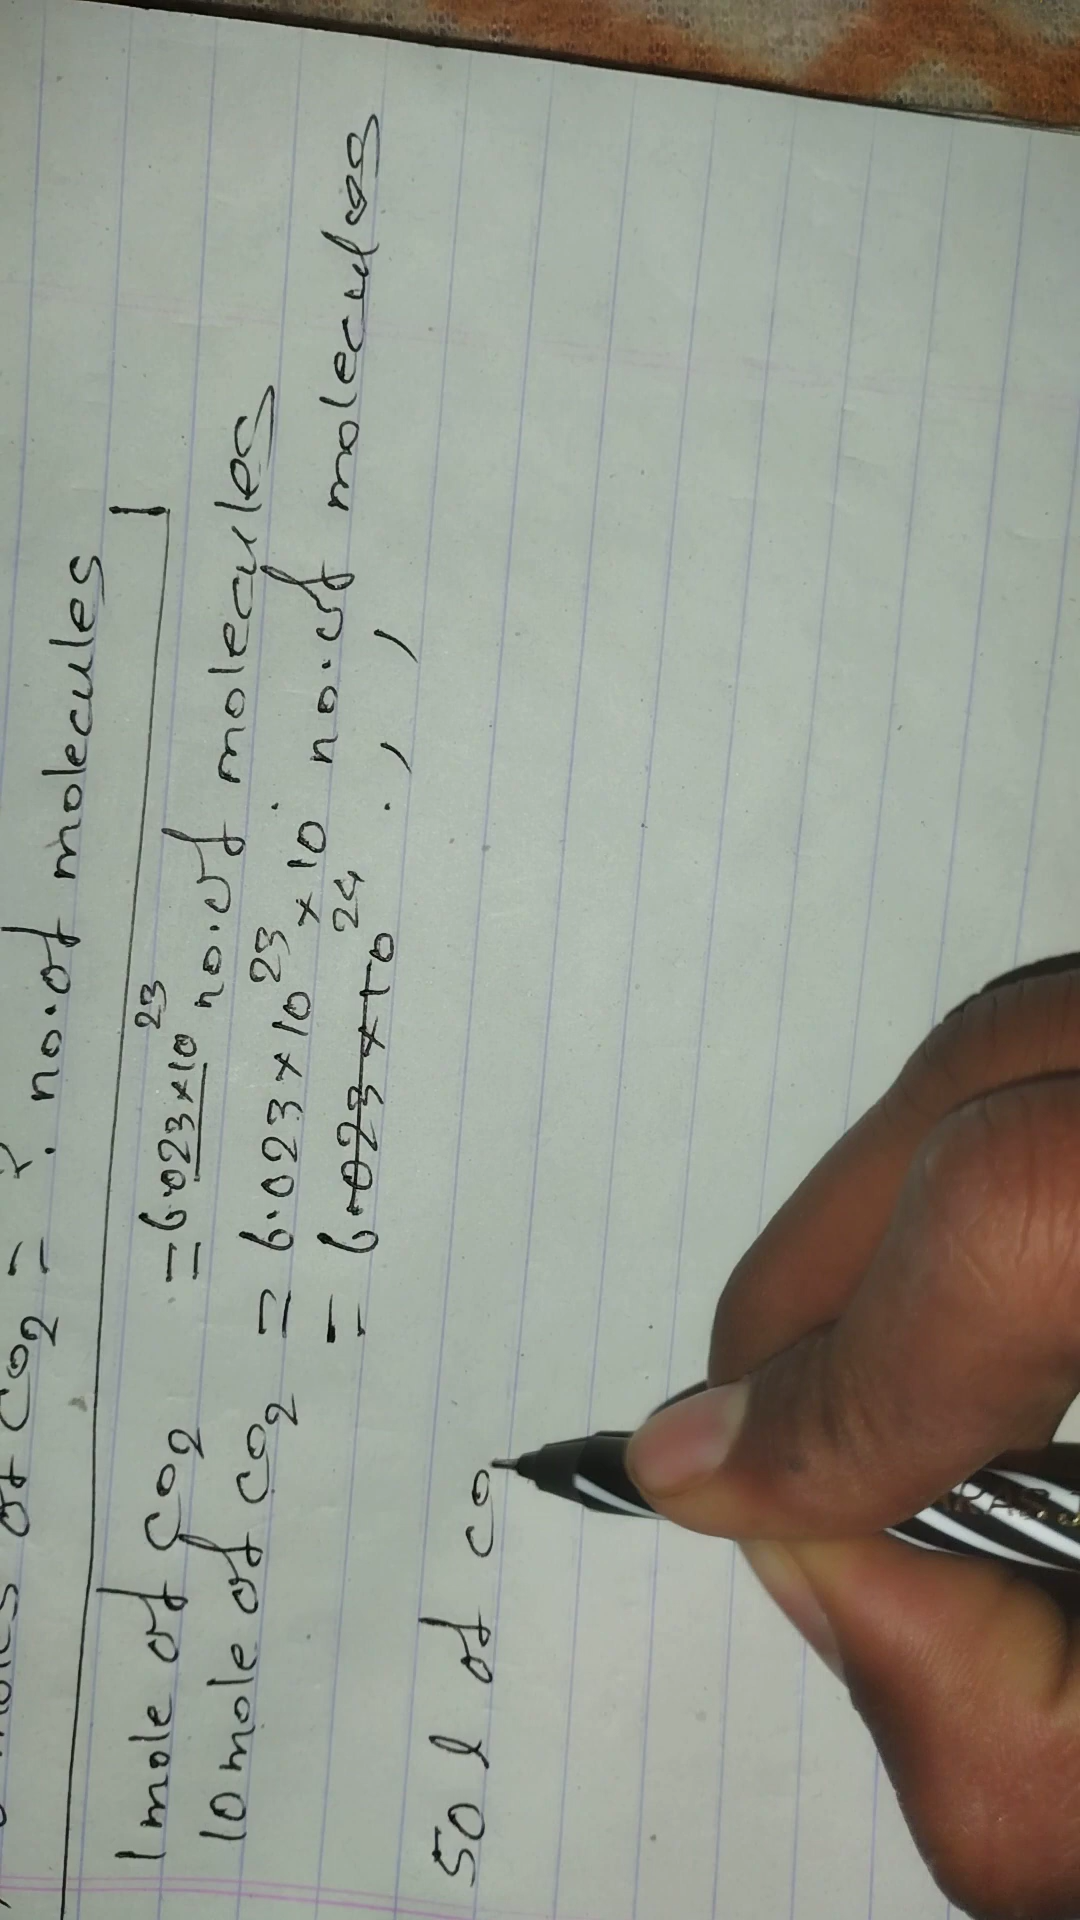 moles of CO2 = ? no. of molecules
1 mole of CO2 = 6.023×10^23 no. of molecules
10 mole of CO2 = 6.023×10^23 ×10 no. of molecules
= 6.023×10^24 . , ,
50 l of co